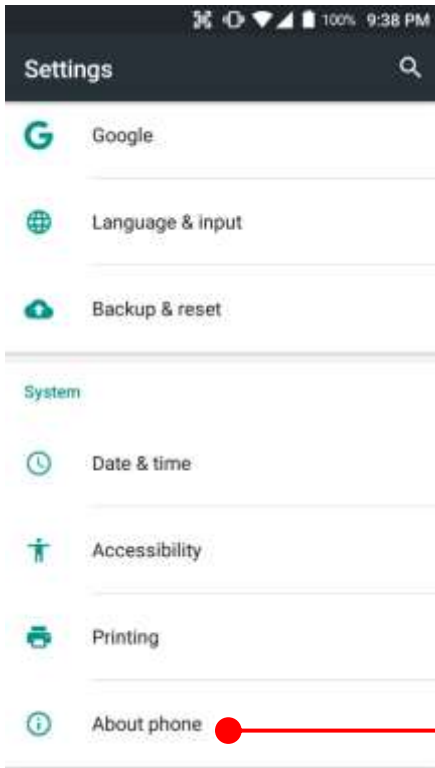 100% 9:38 PM
Settings
Google
Language & input
Backup & reset
System
Date & time
Accessibility
Printing
About phone